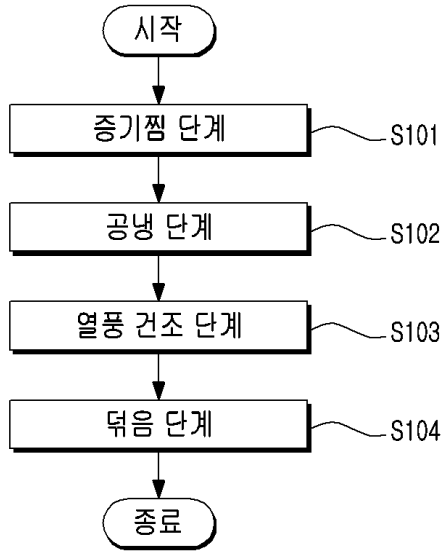 시작
증기찜 단계
S101
공냉 단계
S102
열풍 건조 단계
S103
덖음 단계
S104
종료